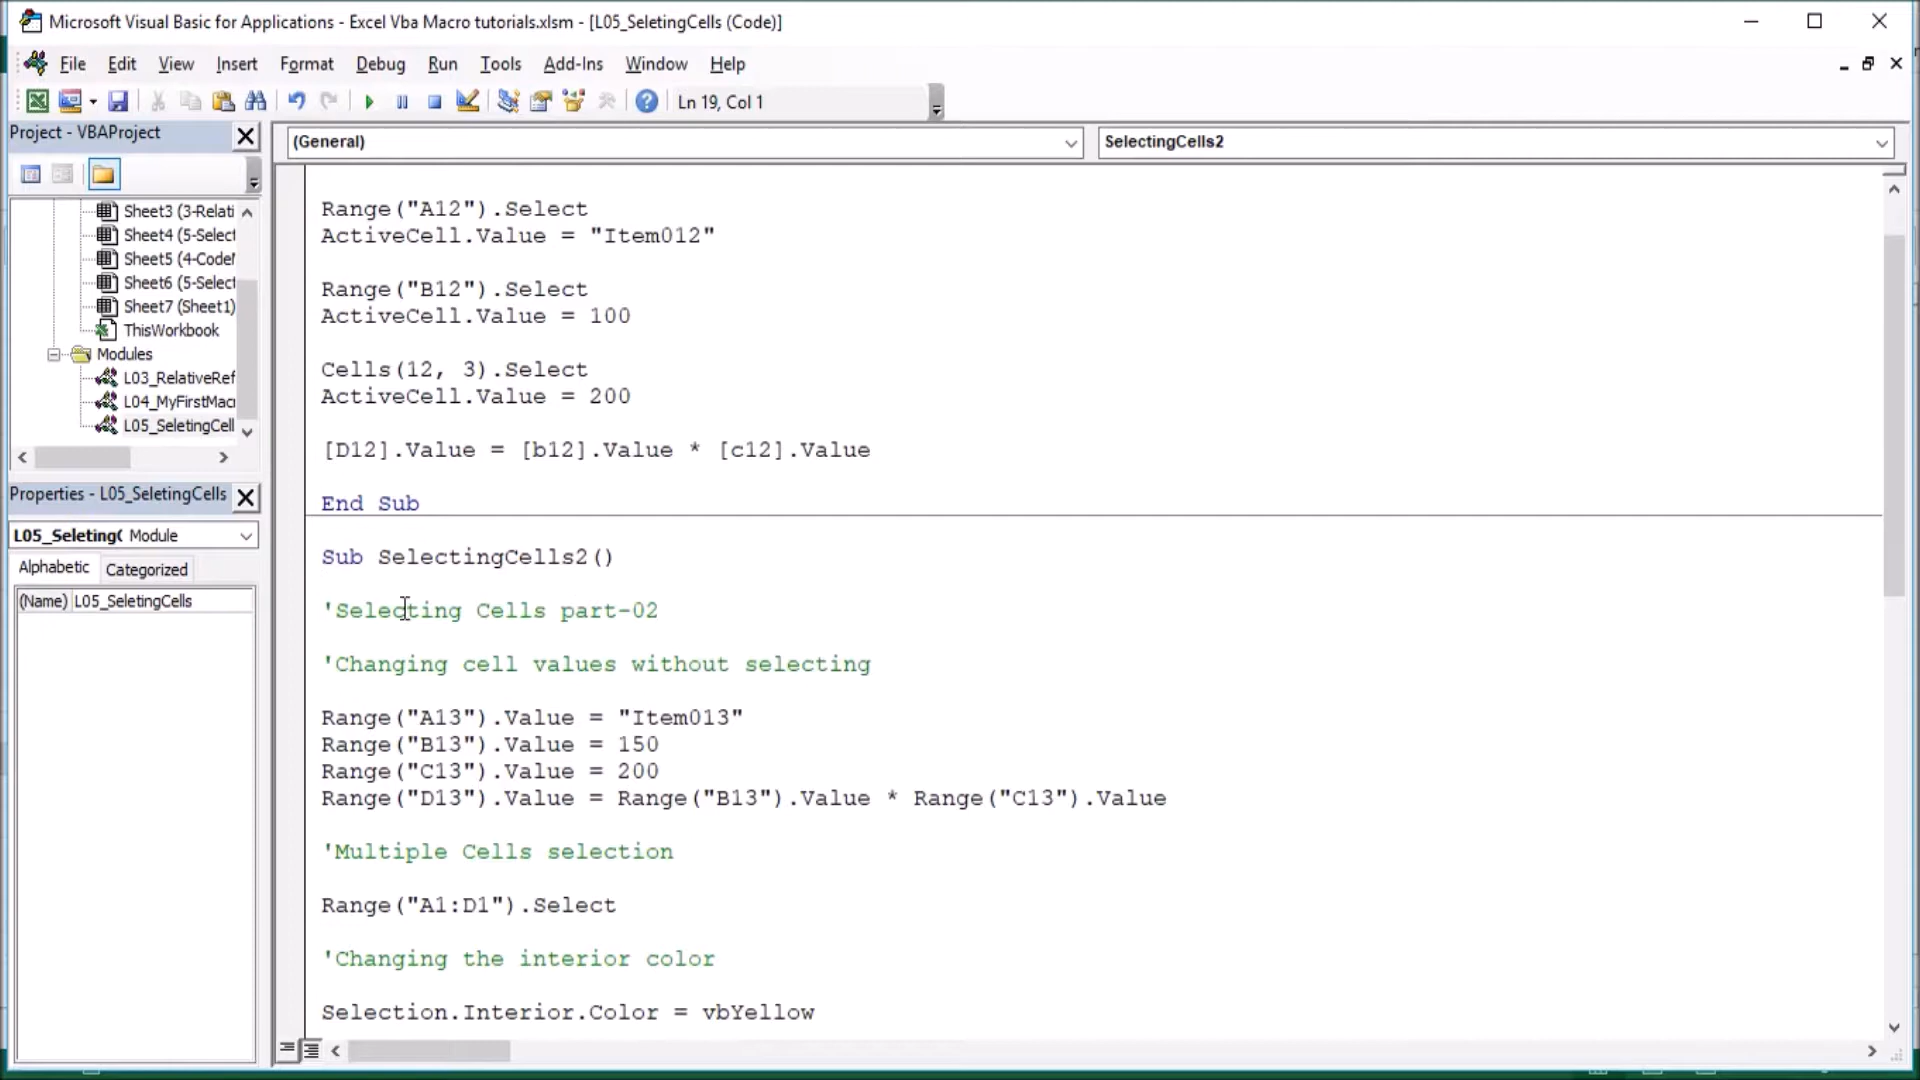 Microsoft Visual Basic for Applications - Excel Vba Macro tutorials.xlsm - [L05_SeletingCells (Code)]
File Edit View Insert Format Debug Run Tools Add-Ins Window Help
Ln 19, Col 1
Project - VBAProject
(General)
SelectingCells2
Sheet3 (3-Relati
Sheet4 (5-Select
Sheet5 (4-CodeM
Sheet6 (5-Select
Sheet7 (Sheet1)
ThisWorkbook
Modules
L03_RelativeRef
L04_MyFirstMac
L05_SeletingCell
Properties - L05_SeletingCells
L05_Seleting( Module
Alphabetic Categorized
(Name) L05_SeletingCells
Range("A12").Select
ActiveCell.Value = "Item012"
Range("B12").Select
ActiveCell.Value = 100
Cells(12, 3).Select
ActiveCell.Value = 200
[D12].Value = [b12].Value * [c12].Value
End Sub
Sub SelectingCells2()
'Selecting Cells part-02
'Changing cell values without selecting
Range("A13").Value = "Item013"
Range("B13").Value = 150
Range("C13").Value = 200
Range("D13").Value = Range("B13").Value * Range("C13").Value
'Multiple Cells selection
Range("A1:D1").Select
'Changing the interior color
Selection.Interior.Color = vbYellow